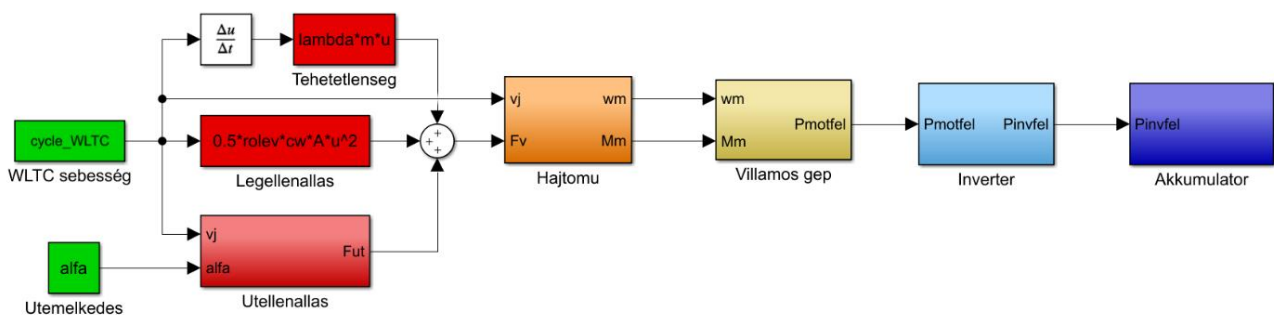 Δu
Δt
lambda*m*u
Tehetetlenseg
cycle_WLTC
WLTC sebesség
0.5*rolev*cw*A*u^2
Legellenallas
vj
alfa
Fut
Utellenallas
alfa
Utemelkedes
+
+
+
vj
Fv
wm
Mm
Hajtomu
wm
Mm
Pmotfel
Villamos gep
Pmotfel
Pinvfel
Inverter
Pinvfel
Akkumulator